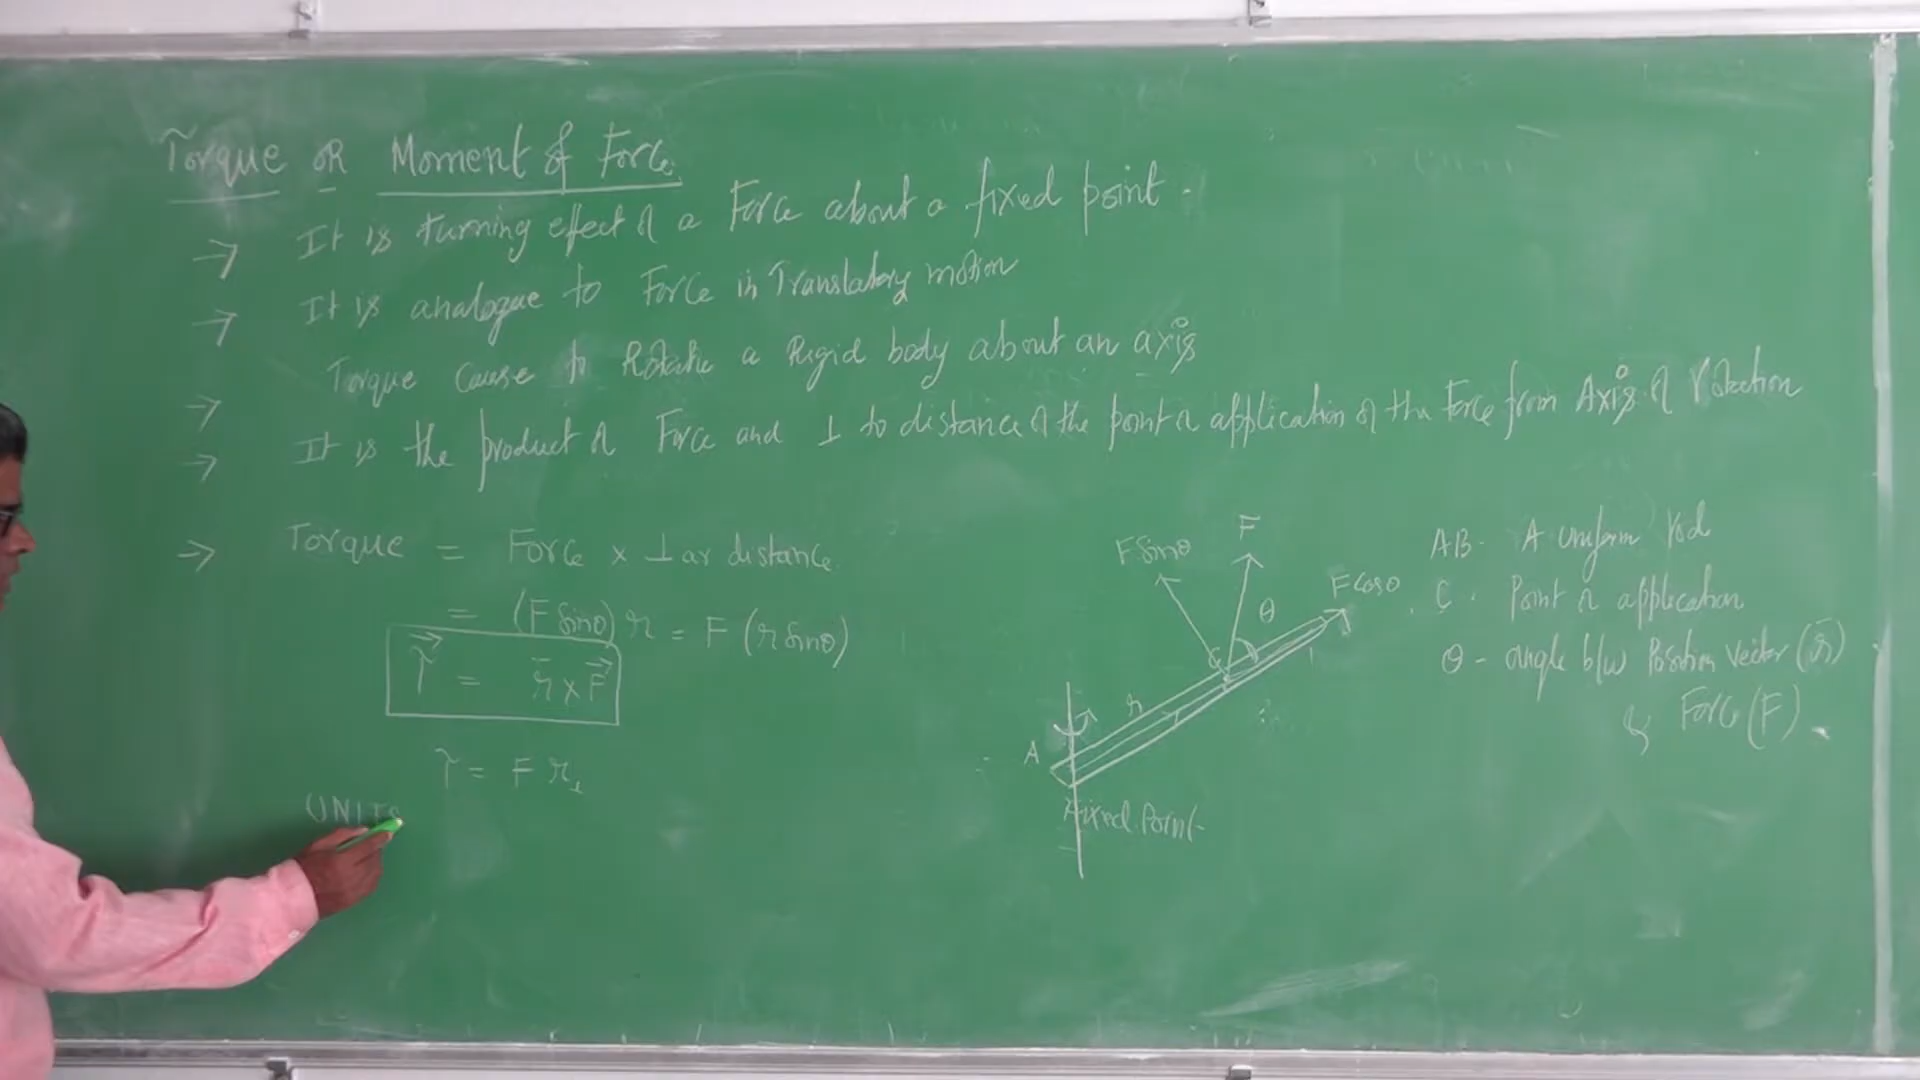 Torque OR Moment of Force
→ It is turning effect of a Force about a fixed point.
→ It is analogue to Force in Translatory motion
→ Torque cause to Rotate a Rigid body about an axis
→ It is the product of Force and ⊥ to distance of the point of application of the Force from Axis of Rotation
→ Torque = Force × ⊥ar distance
= (F sinθ) r = F (r sinθ)
τ⃗ = r̄ × F⃗
τ = F r⊥
UNITS
F sinθ
F
F cosθ
θ
C
r
A
Fixed Point
AB - A uniform rod
C. Point of application
θ - angle b/w Position Vector (r̄)
& Force (F)